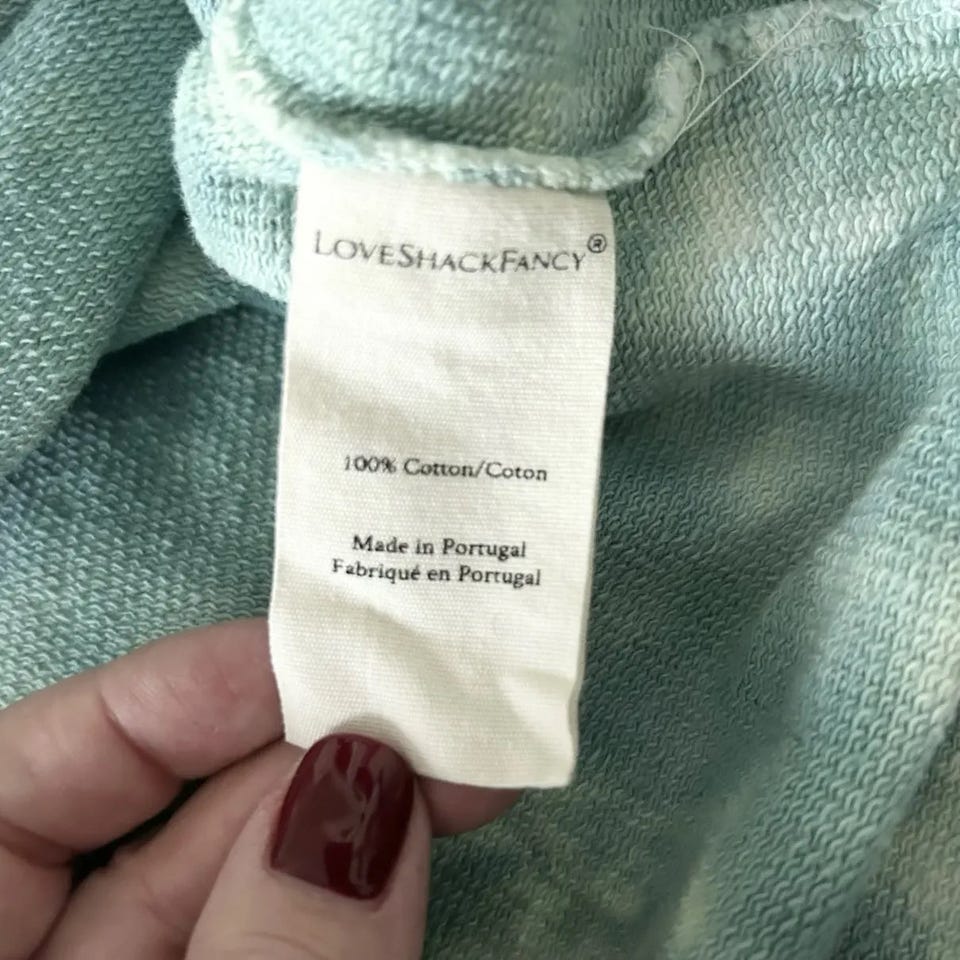 LOVESHACKFANCY®
100% Cotton/Coton
Made in Portugal
Fabriqué en Portugal